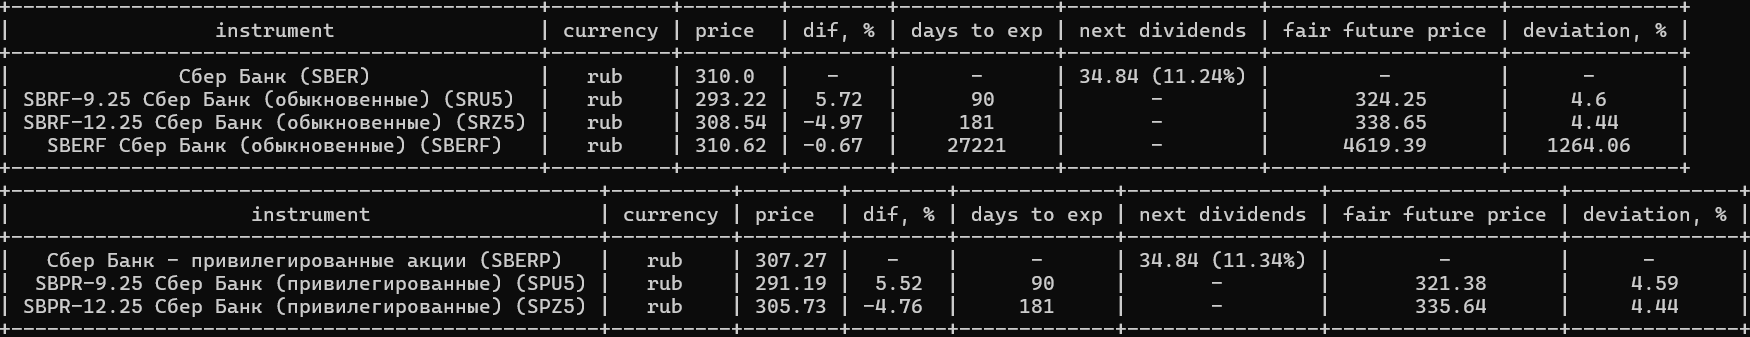 instrument | currency | price | dif, % | days to exp | next dividends | fair future price | deviation, %
Сбер Банк (SBER) | rub | 310.0 | - | - | 34.84 (11.24%) | - | -
SBRF-9.25 Сбер Банк (обыкновенные) (SRU5) | rub | 293.22 | 5.72 | 90 | - | 324.25 | 4.6
SBRF-12.25 Сбер Банк (обыкновенные) (SRZ5) | rub | 308.54 | -4.97 | 181 | - | 338.65 | 4.44
SBERF Сбер Банк (обыкновенные) (SBERF) | rub | 310.62 | -0.67 | 27221 | - | 4619.39 | 1264.06
instrument | currency | price | dif, % | days to exp | next dividends | fair future price | deviation, %
Сбер Банк - привилегированные акции (SBERP) | rub | 307.27 | - | - | 34.84 (11.34%) | - | -
SBPR-9.25 Сбер Банк (привилегированные) (SPU5) | rub | 291.19 | 5.52 | 90 | - | 321.38 | 4.59
SBPR-12.25 Сбер Банк (привилегированные) (SPZ5) | rub | 305.73 | -4.76 | 181 | - | 335.64 | 4.44